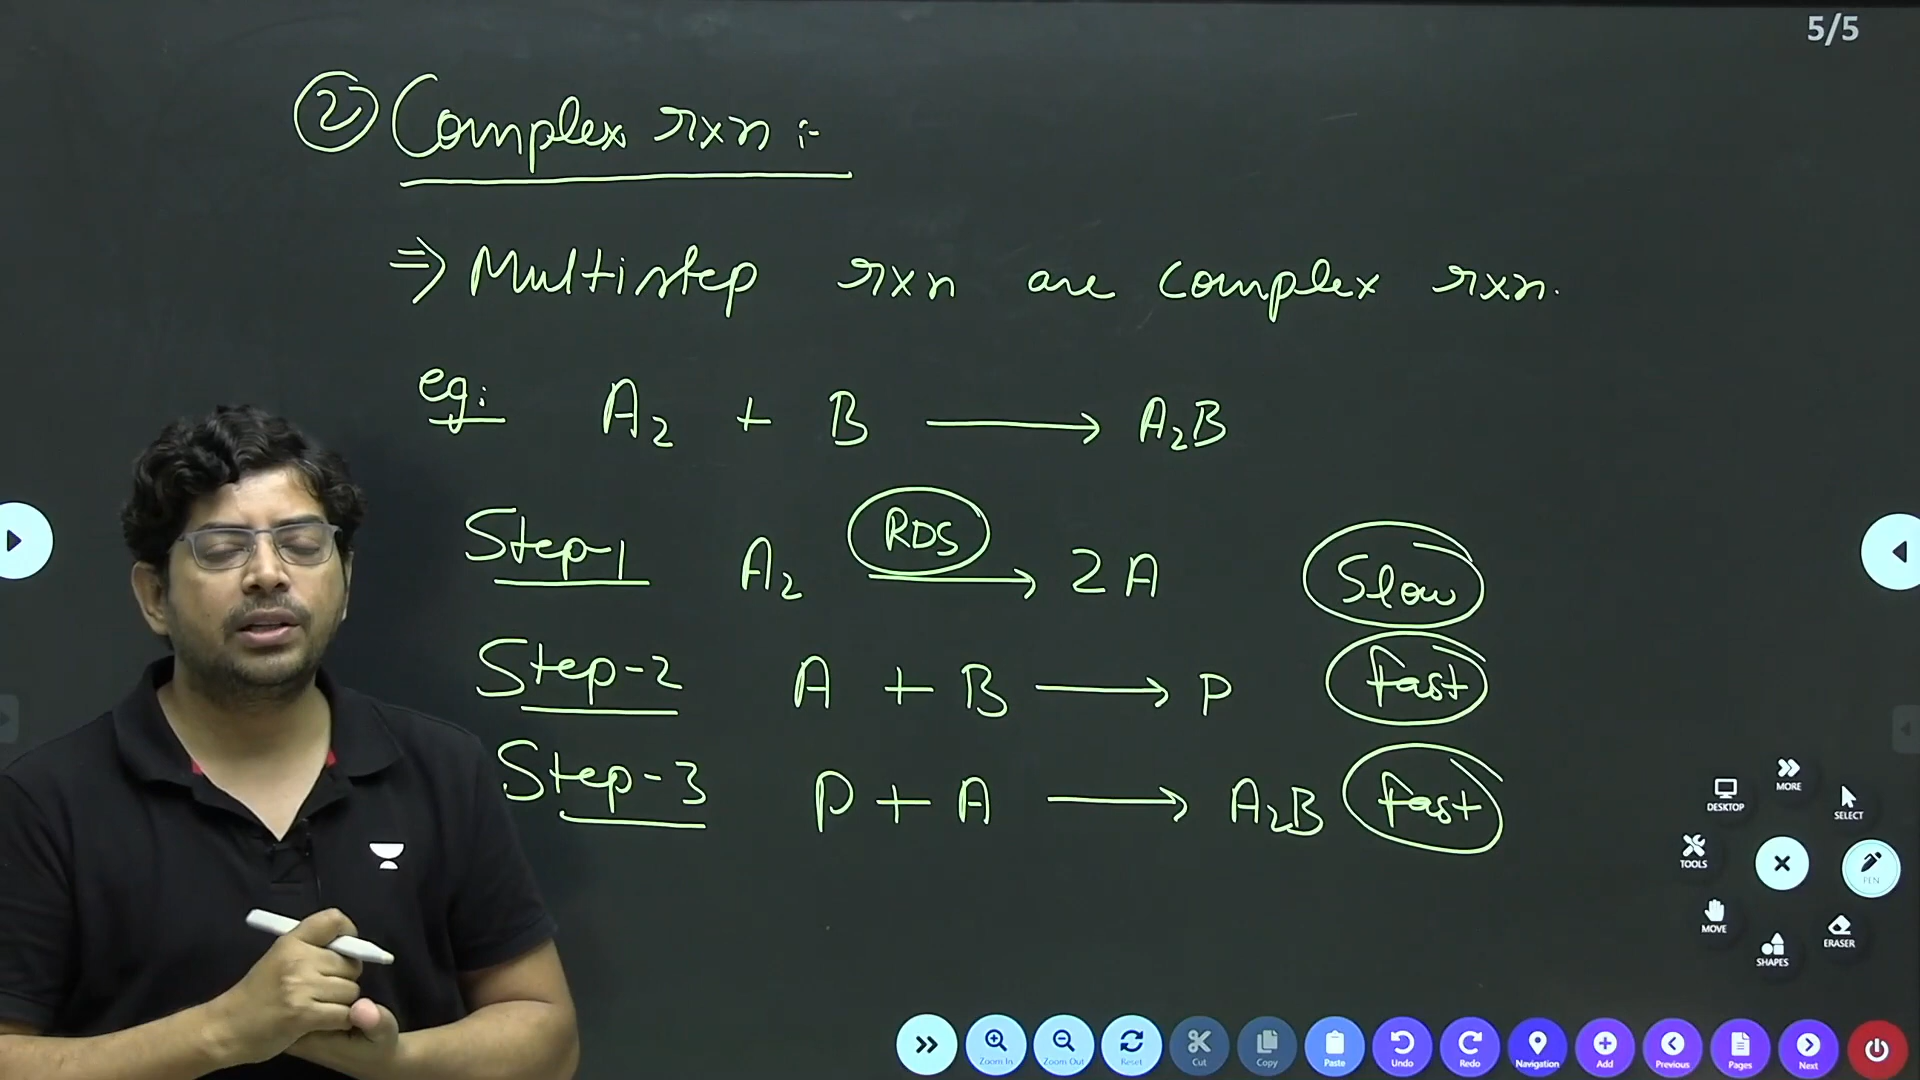 5/5
② Complex rxn :-
⇒ Multistep rxn are complex rxn.
eg: A₂ + B ⟶ A₂B
Step-1 A₂ RDS ⟶ 2A Slow
Step-2 A + B ⟶ P fast
Step-3 P + A ⟶ A₂B fast
MORE
DESKTOP
SELECT
TOOLS
PEN
MOVE
ERASER
SHAPES
Zoom In Zoom Out Reset Cut Copy Paste Undo Redo Navigation Add Previous Pages Next